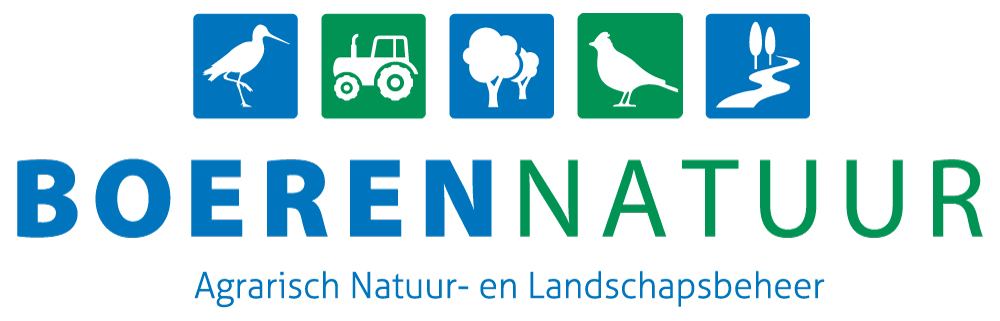 BOERENNATUUR
Agrarisch Natuur- en Landschapsbeheer